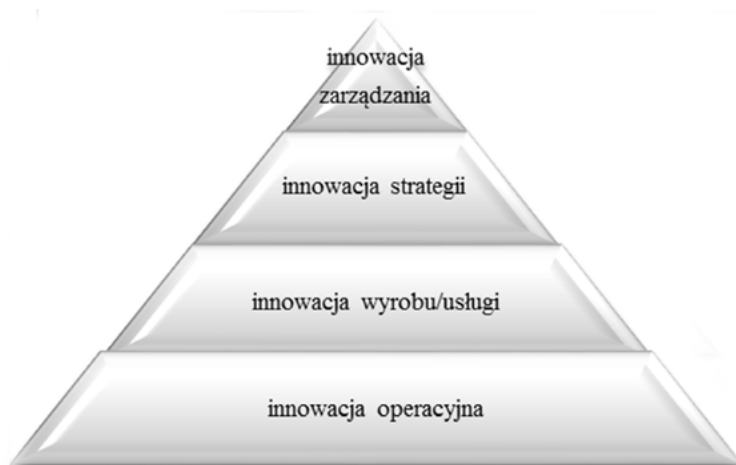 innowacja
zarządzania
innowacja strategii
innowacja wyrobu/usługi
innowacja operacyjna